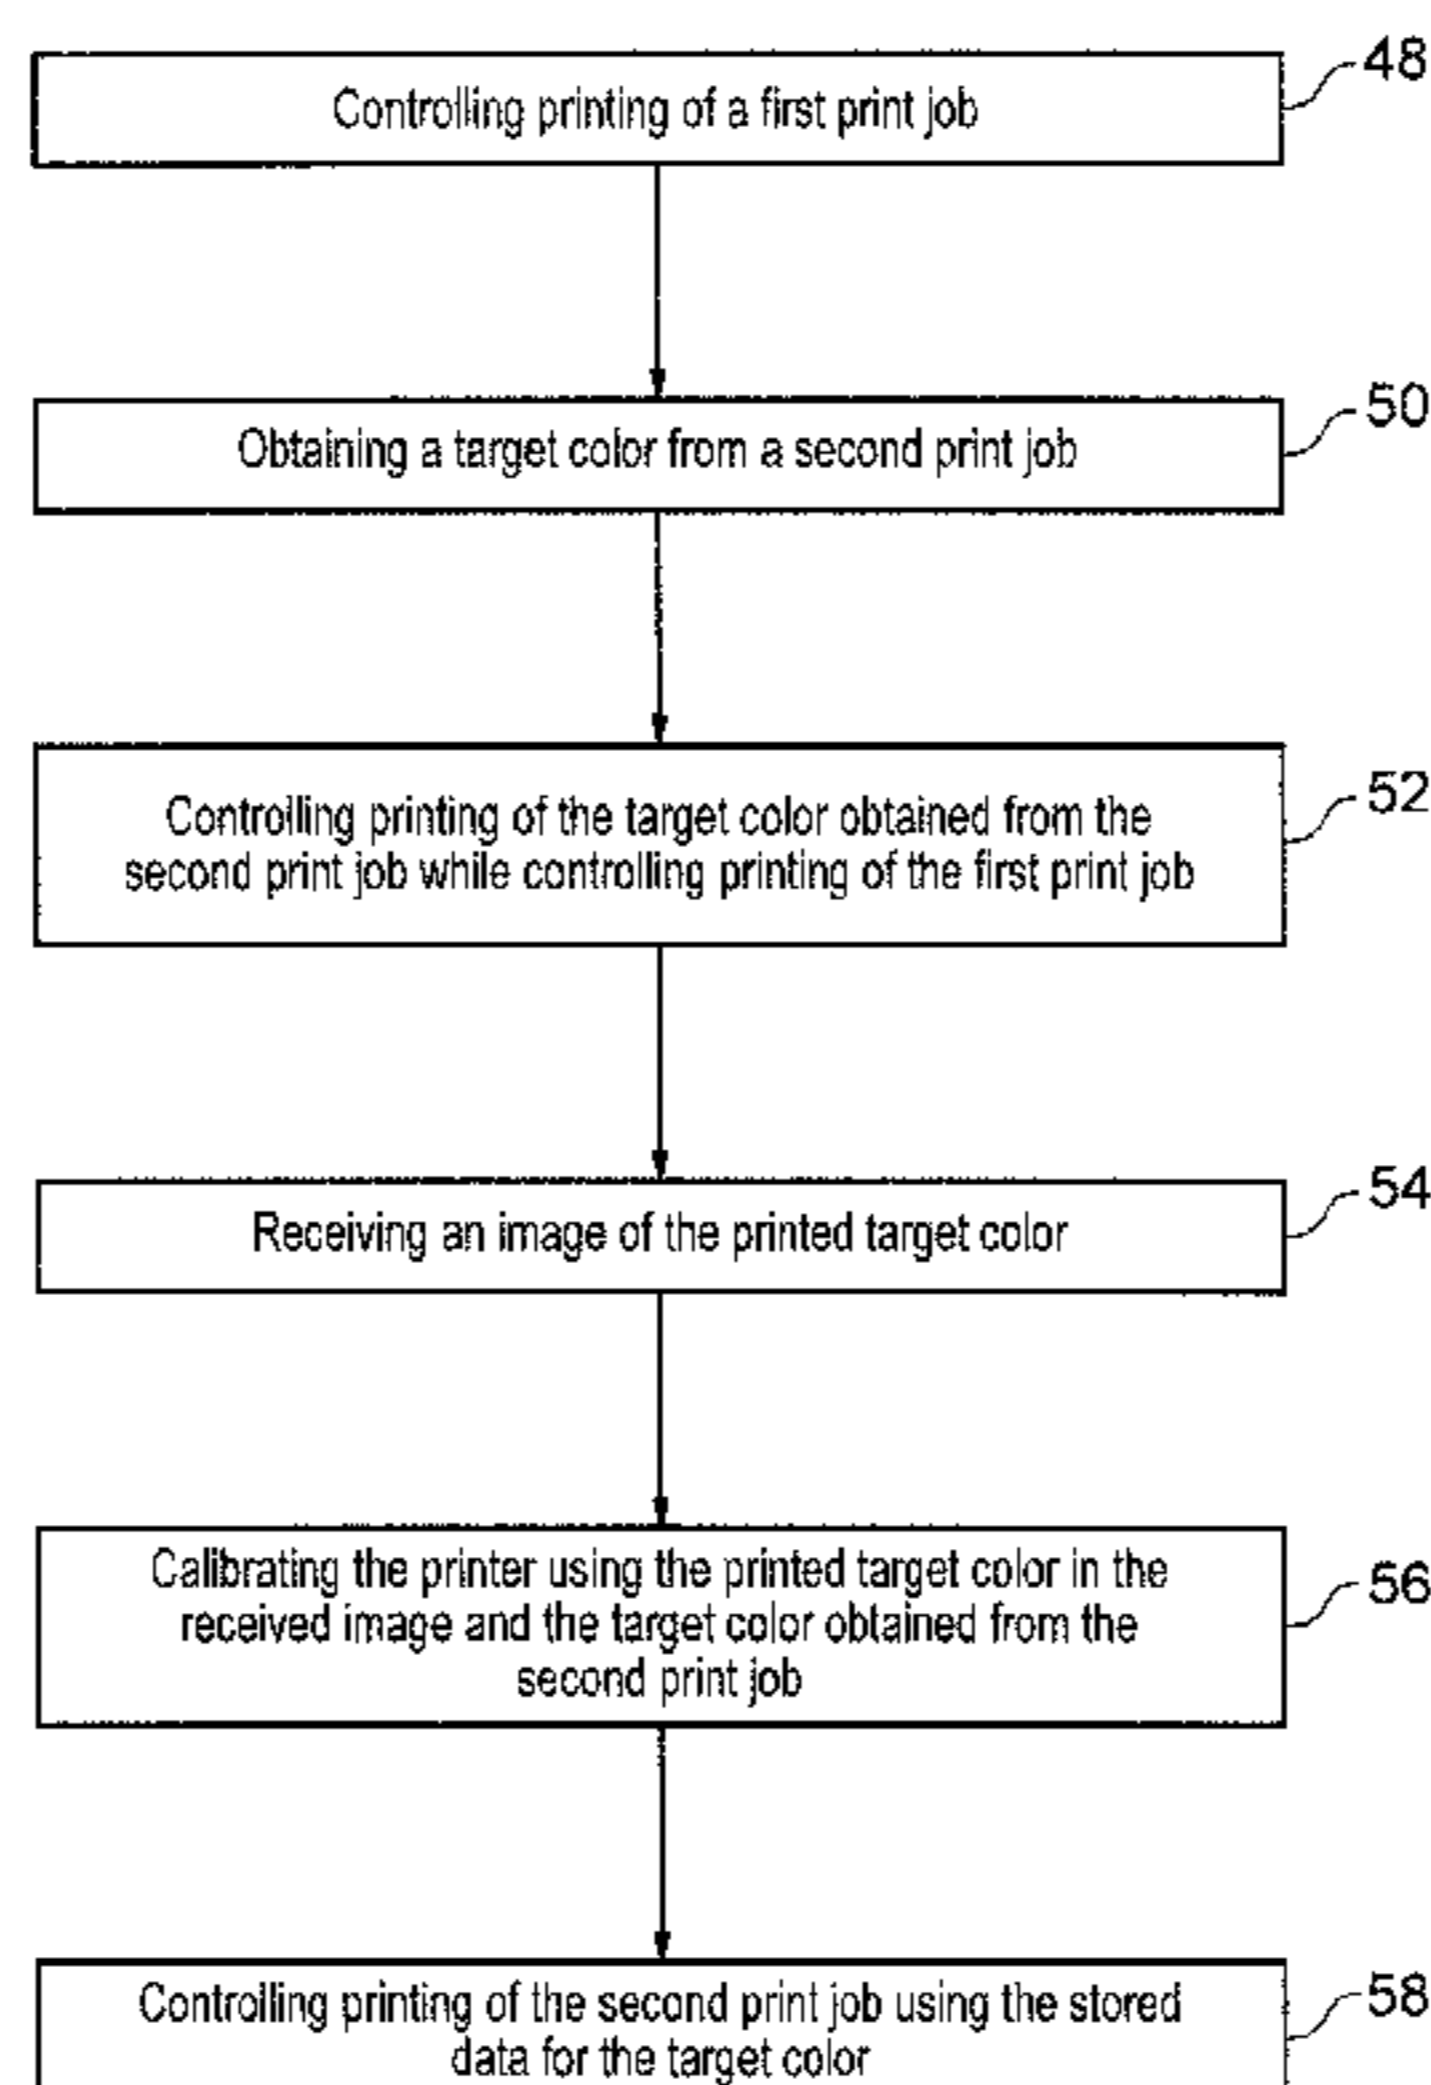 Controlling printing of a first print job
48
Obtaining a target color from a second print job
50
Controlling printing of the target color obtained from the
second print job while controlling printing of the first print job
52
Receiving an image of the printed target color
54
Calibrating the printer using the printed target color in the
received image and the target color obtained from the
second print job
56
Controlling printing of the second print job using the stored
data for the target color
58